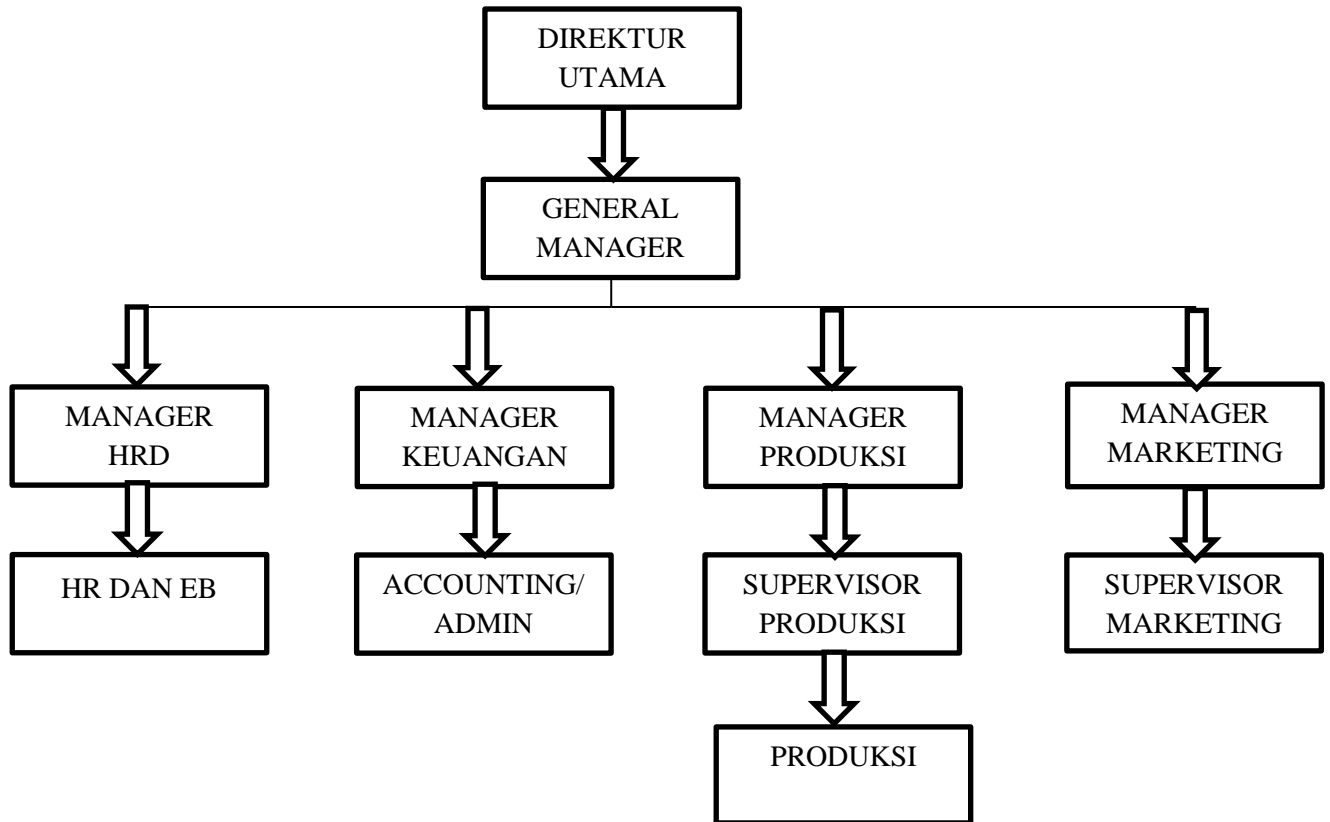 DIREKTUR
UTAMA
GENERAL
MANAGER
MANAGER
HRD
MANAGER
KEUANGAN
MANAGER
PRODUKSI
MANAGER
MARKETING
HR DAN EB
ACCOUNTING/
ADMIN
SUPERVISOR
PRODUKSI
SUPERVISOR
MARKETING
PRODUKSI